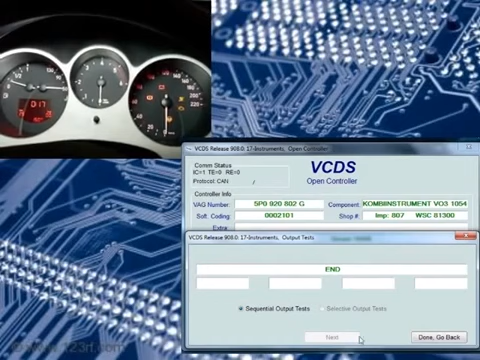 VCDS Release 908.0: 17-Instruments, Open Controller
Comm Status
IC=1 TE=0 RE=0
Protocol: CAN
/
VCDS
Open Controller
Controller Info
VAG Number: 5P0 920 802 G Component: KOMBIINSTRUMENT VO3 1054
Soft. Coding: 0002101 Shop #: Imp: 807 WSC 81300
Extra:
VCDS Release 908.0: 17-Instruments, Output Tests
END
Sequential Output Tests Selective Output Tests
Next Done, Go Back